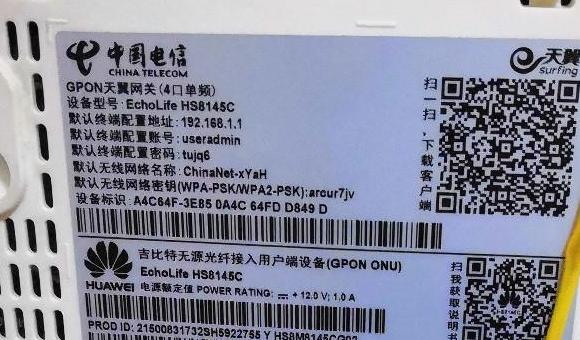 中国电信
CHINA TELECOM
天翼
surfing
GPON天翼网关(4口单频)
设备型号: EchoLife HS8145C
默认终端配置地址: 192.168.1.1
默认终端配置账号: useradmin
默认终端配置密码: tujq6
默认无线网络名称: ChinaNet-xYaH
默认无线网络密钥(WPA-PSK/WPA2-PSK): arcur7jv
设备标识: A4C64F-3E85 0A4C 64FD D849 D
扫一扫,下载客户端
吉比特无源光纤接入用户端设备(GPON ONU)
EchoLife HS8145C
HUAWEI
电源额定值 POWER RATING: ⎓ + 12.0 V; 1.0 A
扫我获取说明
PROD ID: 21500831732SH5922755 Y HS8M8145CG02